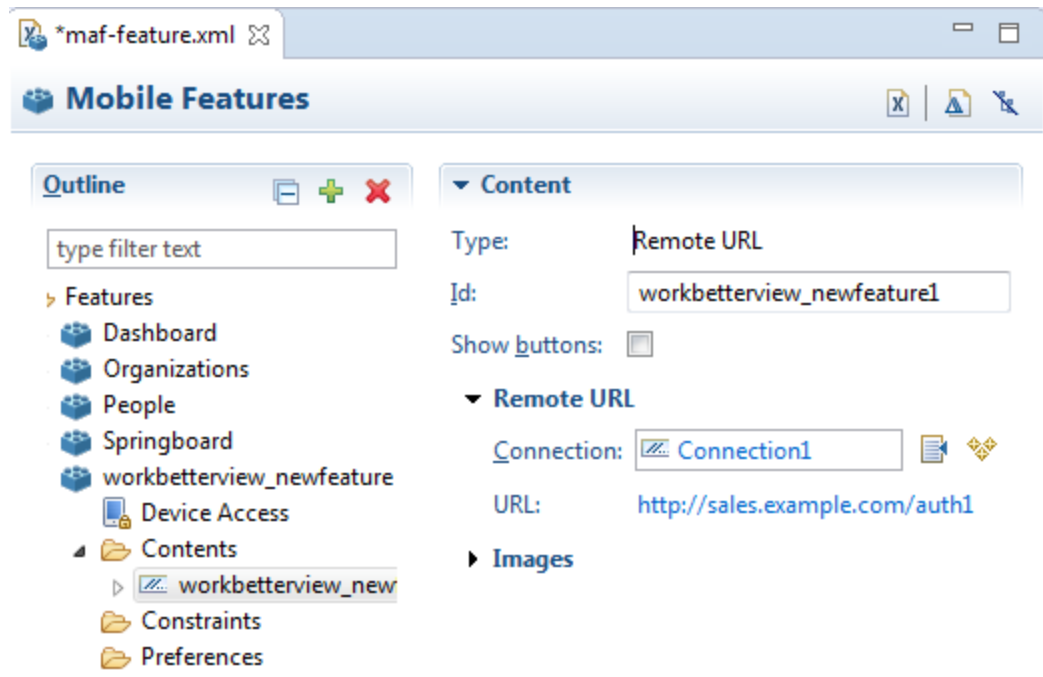 *maf-feature.xml
Mobile Features
Outline
type filter text
Features
Dashboard
Organizations
People
Springboard
workbetterview_newfeature
Device Access
Contents
workbetterview_new
Constraints
Preferences
Content
Type: Remote URL
Id: workbetterview_newfeature1
Show buttons:
Remote URL
Connection: Connection1
URL: http://sales.example.com/auth1
Images